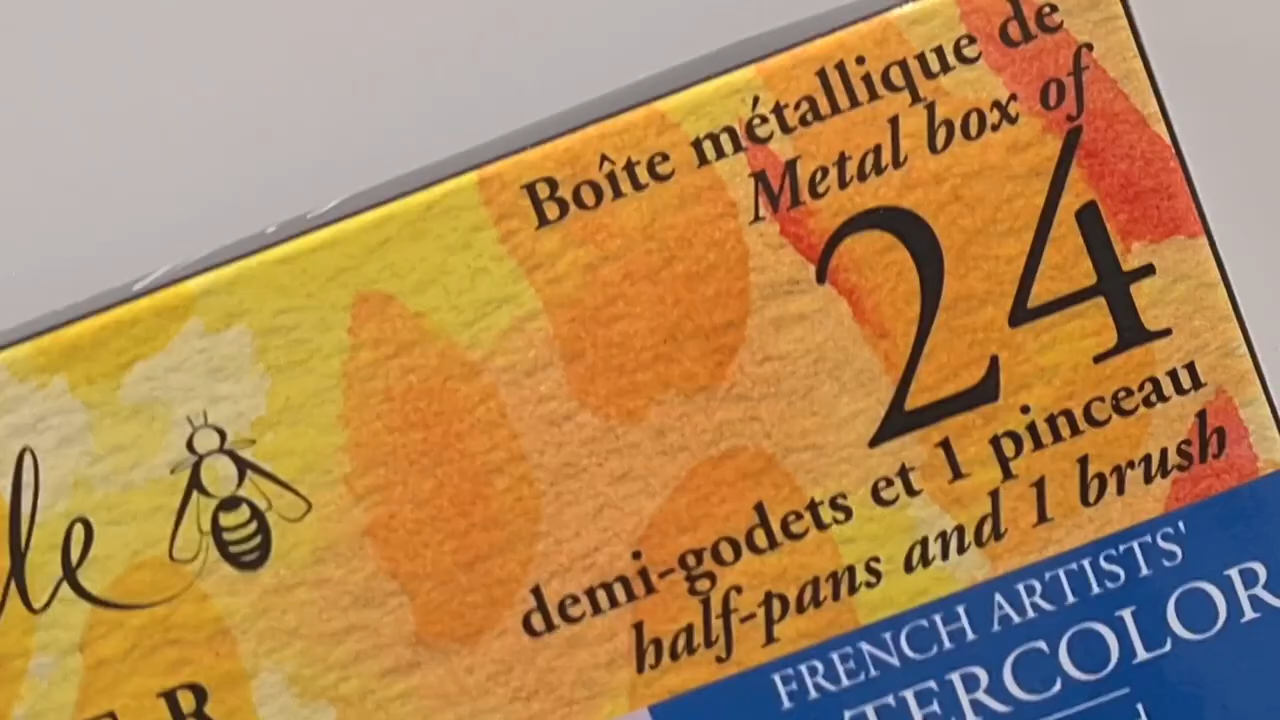 Boîte métallique de
Metal box of
24
demi-godets et 1 pinceau
half-pans and 1 brush
FRENCH ARTISTS'